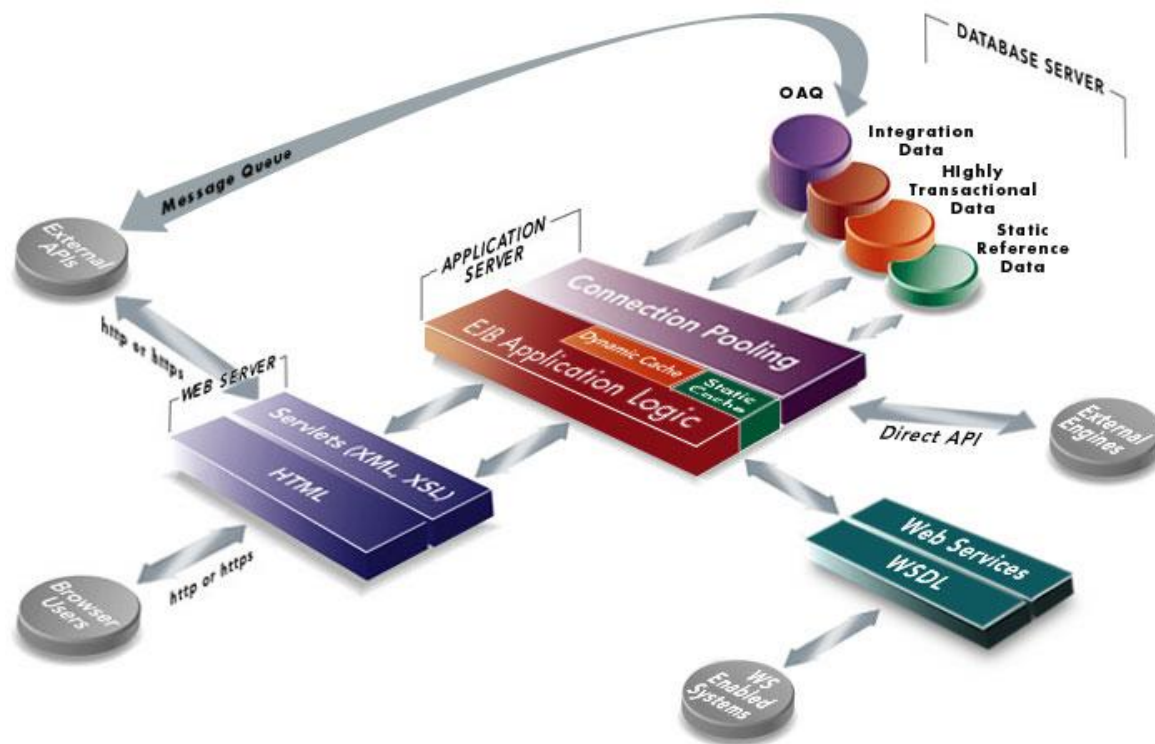 DATABASE SERVER
OAQ
Integration
Data
HIghly
Transactional
Data
Static
Reference
Data
Message Queue
External
APIs
http or https
WEB SERVER
Servlets (XML, XSL)
HTML
http or https
Browser
Users
APPLICATION
SERVER
Connection Pooling
Dynamic Cache
Static
Cache
EJB Application Logic
Direct API
External
Engines
Web Services
WSDL
WS
Enabled
Systems